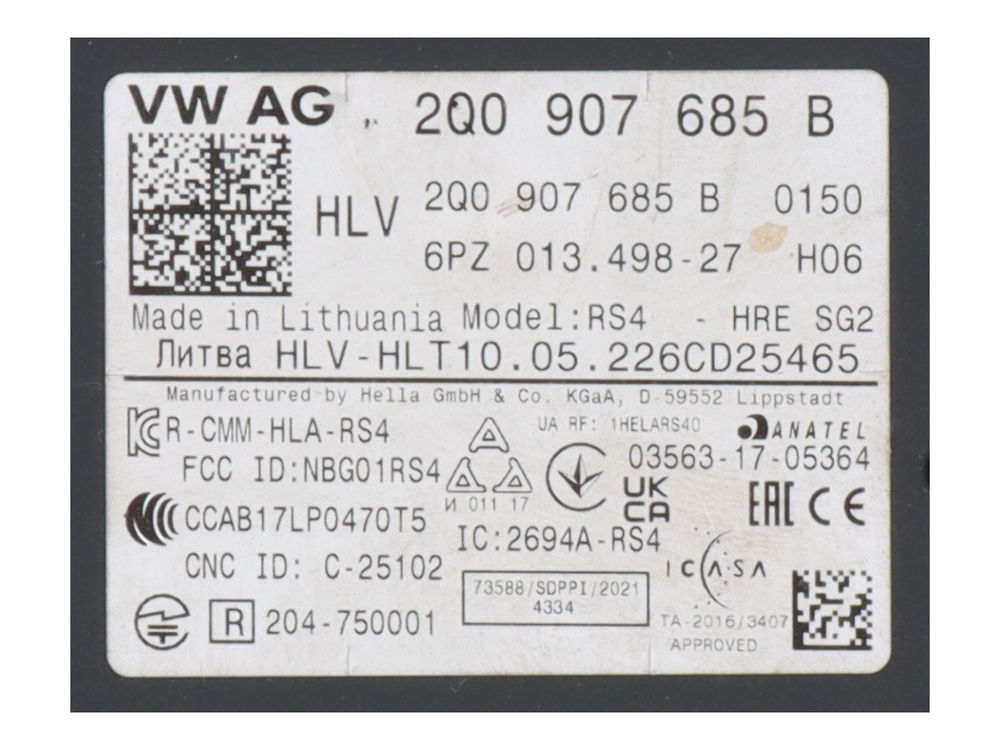 VW AG 2Q0 907 685 B
HLV 2Q0 907 685 B 0150
6PZ 013.498-27 H06
Made in Lithuania Model:RS4 - HRE SG2
Литва HLV-HLT10.05.226CD25465
Manufactured by Hella GmbH & Co. KGaA, D-59552 Lippstadt
R-CMM-HLA-RS4
UA RF: 1HELARS40
ANATEL
FCC ID:NBG01RS4
03563-17-05364
И 011 17
UK
CA
EAC CE
CCAB17LP0470T5
IC:2694A-RS4
CNC ID: C-25102
ICASA
73588/SDPPI/2021
4334
R 204-750001
TA-2016/3407
APPROVED